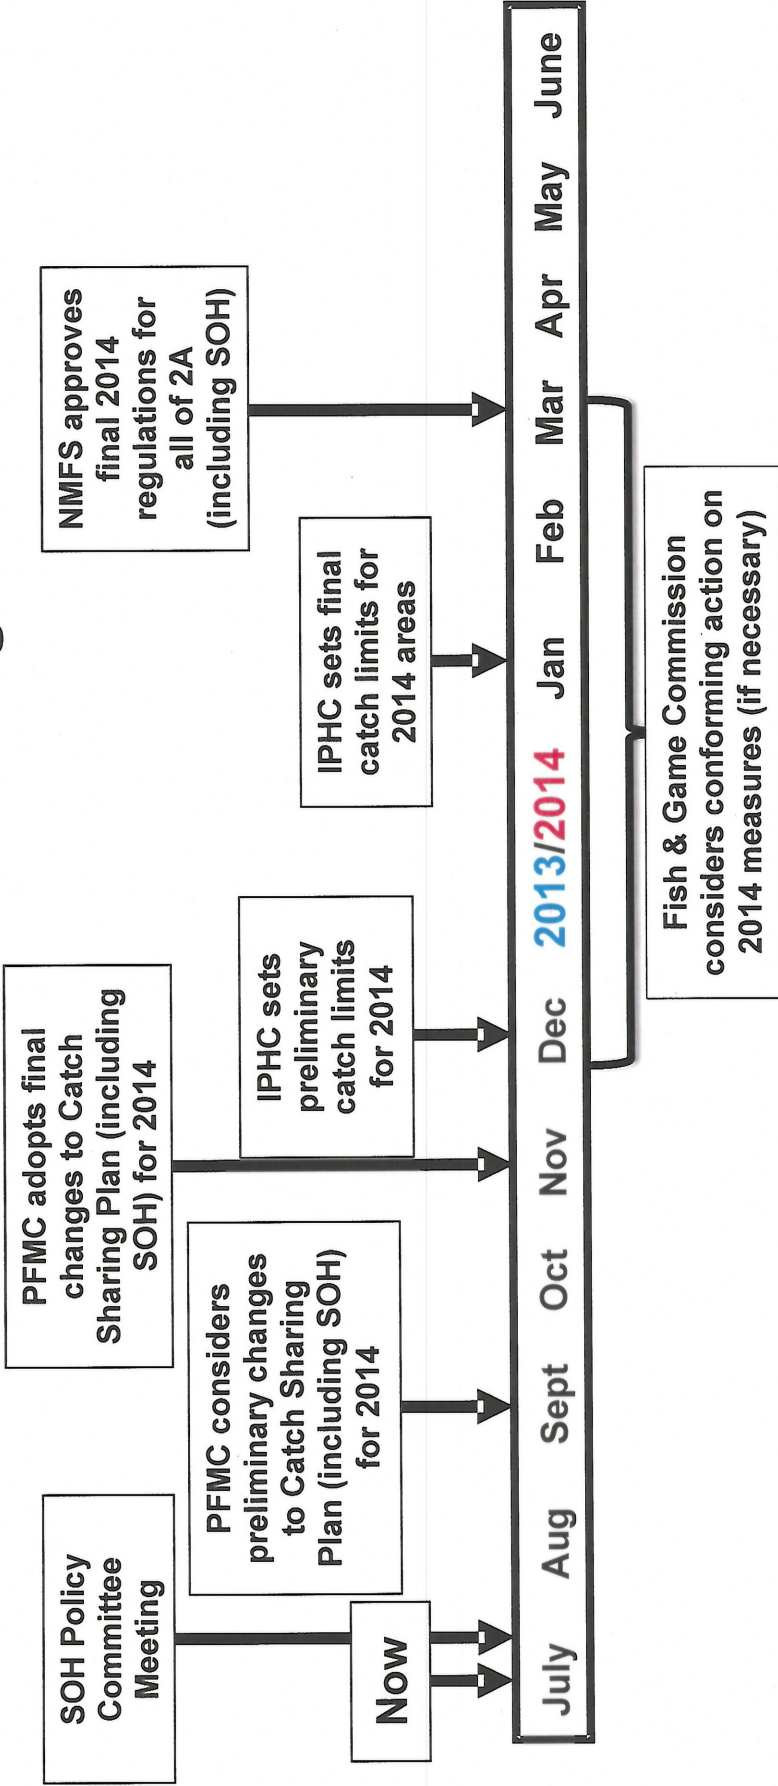 SOH Policy
Committee
Meeting
Now
PFMC considers
preliminary changes
to Catch Sharing
Plan (including SOH)
for 2014
PFMC adopts final
changes to Catch
Sharing Plan (including
SOH) for 2014
IPHC sets
preliminary
catch limits
for 2014
IPHC sets final
catch limits for
2014 areas
NMFS approves
final 2014
regulations for
all of 2A
(including SOH)
July Aug Sept Oct Nov Dec 2013/2014 Jan Feb Mar Apr May June
Fish & Game Commission
considers conforming action on
2014 measures (if necessary)